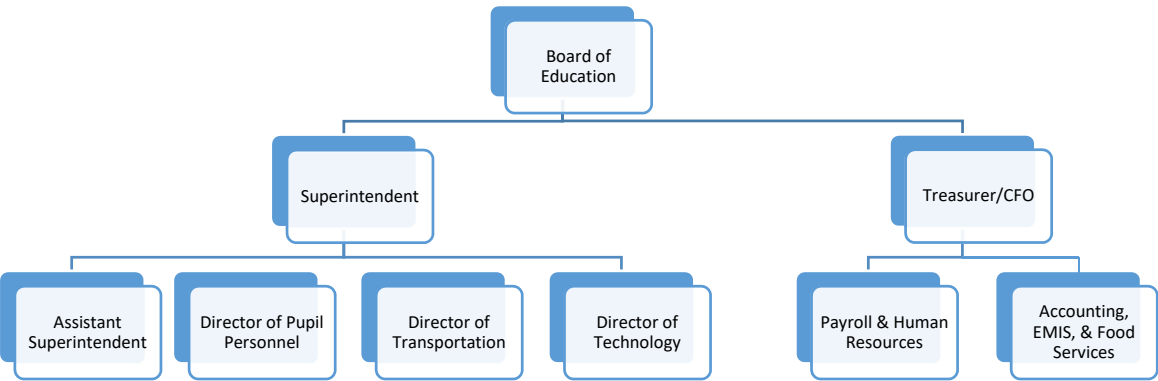 Board of
Education
Superintendent
Treasurer/CFO
Assistant
Superintendent
Director of Pupil
Personnel
Director of
Transportation
Director of
Technology
Payroll & Human
Resources
Accounting,
EMIS, & Food
Services